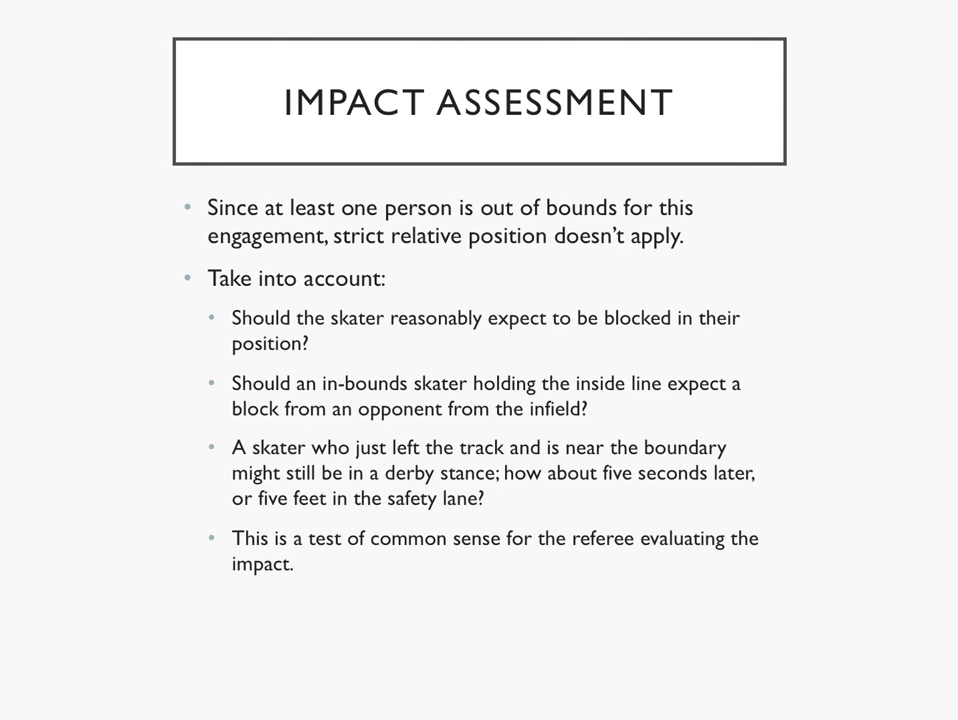 IMPACT ASSESSMENT
• Since at least one person is out of bounds for this
engagement, strict relative position doesn’t apply.
• Take into account:
• Should the skater reasonably expect to be blocked in their
position?
• Should an in-bounds skater holding the inside line expect a
block from an opponent from the infield?
• A skater who just left the track and is near the boundary
might still be in a derby stance; how about five seconds later,
or five feet in the safety lane?
• This is a test of common sense for the referee evaluating the
impact.